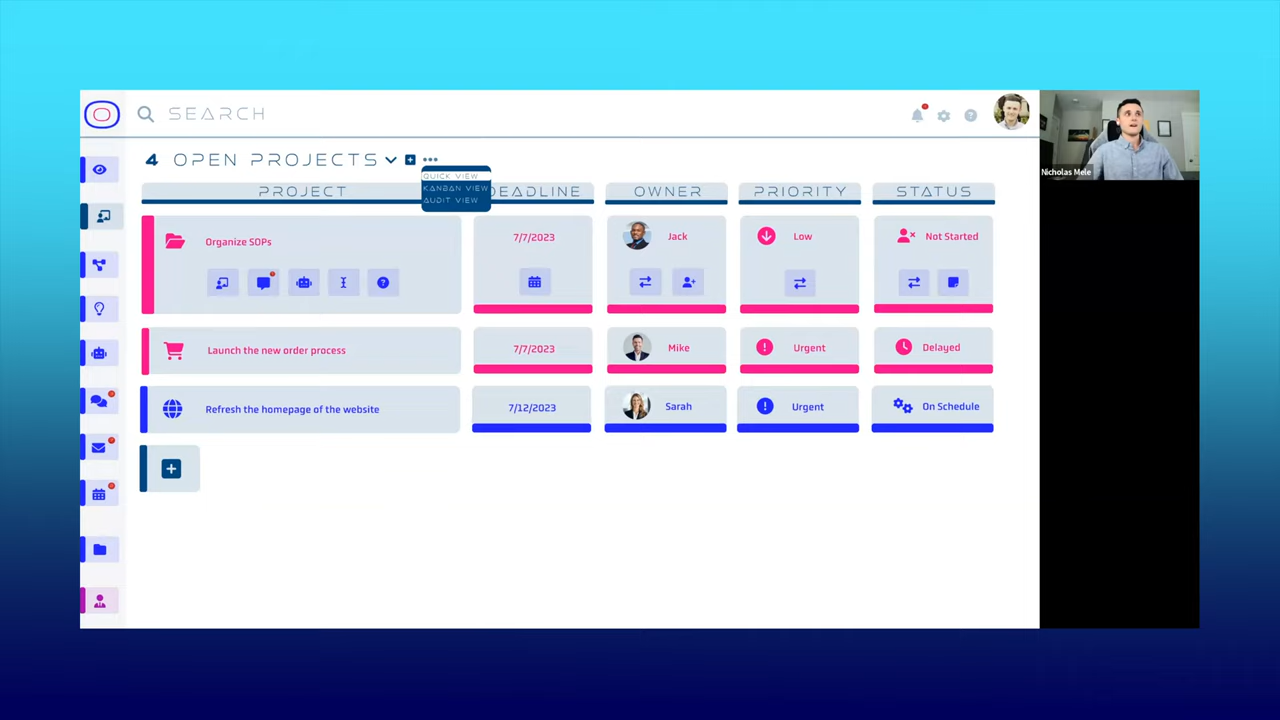 SEARCH
Nicholas Mele
4 OPEN PROJECTS
QUICK VIEW
KANBAN VIEW
AUDIT VIEW
PROJECT DEADLINE OWNER PRIORITY STATUS
Organize SOPs 7/7/2023 Jack Low Not Started
Launch the new order process 7/7/2023 Mike Urgent Delayed
Refresh the homepage of the website 7/12/2023 Sarah Urgent On Schedule